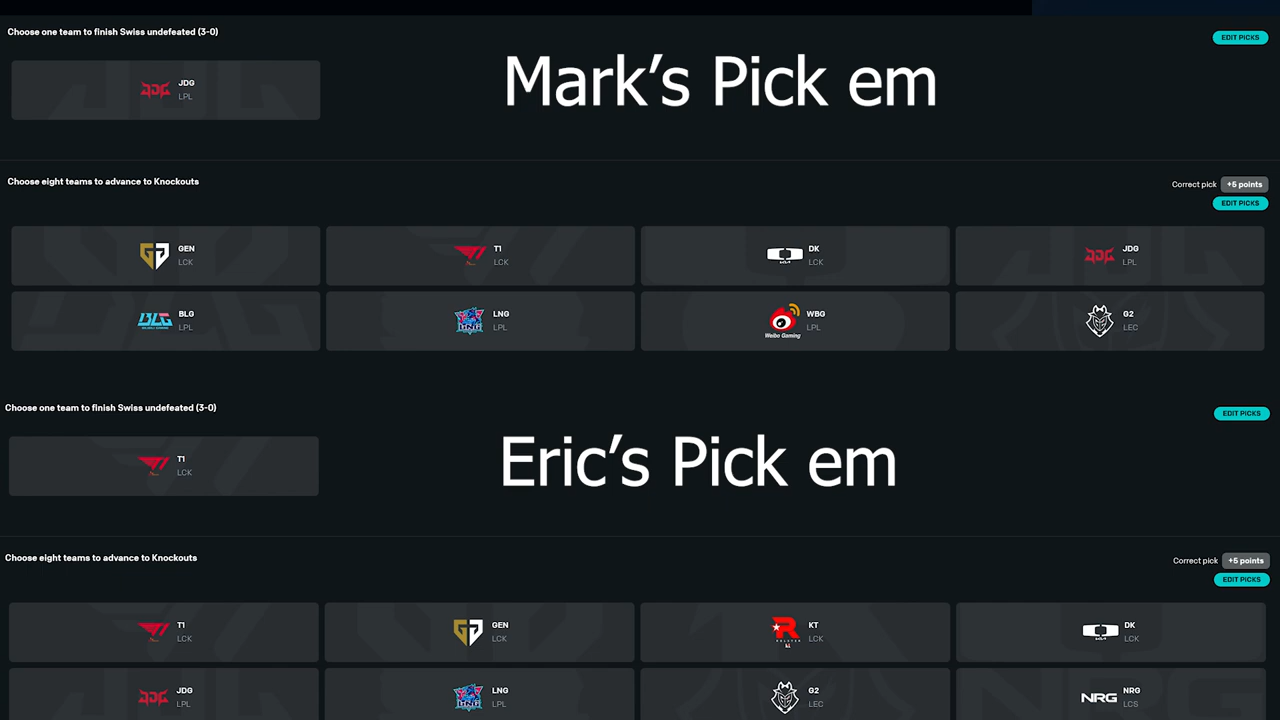 Choose one team to finish Swiss undefeated (3-0)
EDIT PICKS
Mark's Pick em
JDG
LPL
Choose eight teams to advance to Knockouts
Correct pick +5 points
EDIT PICKS
GEN
LCK
T1
LCK
DK
LCK
JDG
LPL
BLG
LPL
LNG
LPL
Weibo Gaming
WBG
LPL
G2
LEC
Choose one team to finish Swiss undefeated (3-0)
EDIT PICKS
Eric's Pick em
T1
LCK
Choose eight teams to advance to Knockouts
Correct pick +5 points
EDIT PICKS
T1
LCK
GEN
LCK
KT
LCK
DK
LCK
JDG
LPL
LNG
LPL
G2
LEC
NRG
NRG
LCS